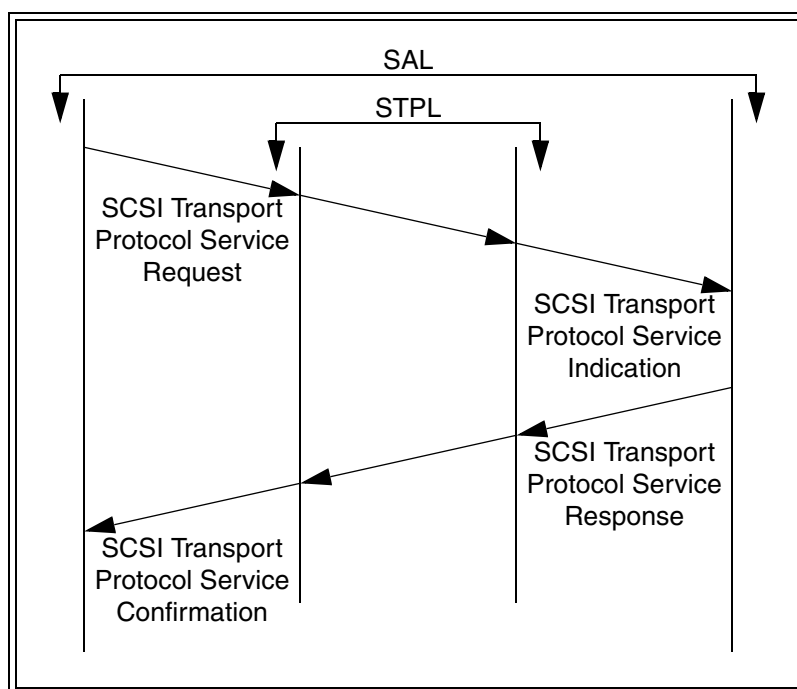 SAL
STPL
SCSI Transport
Protocol Service
Request
SCSI Transport
Protocol Service
Indication
SCSI Transport
Protocol Service
Response
SCSI Transport
Protocol Service
Confirmation